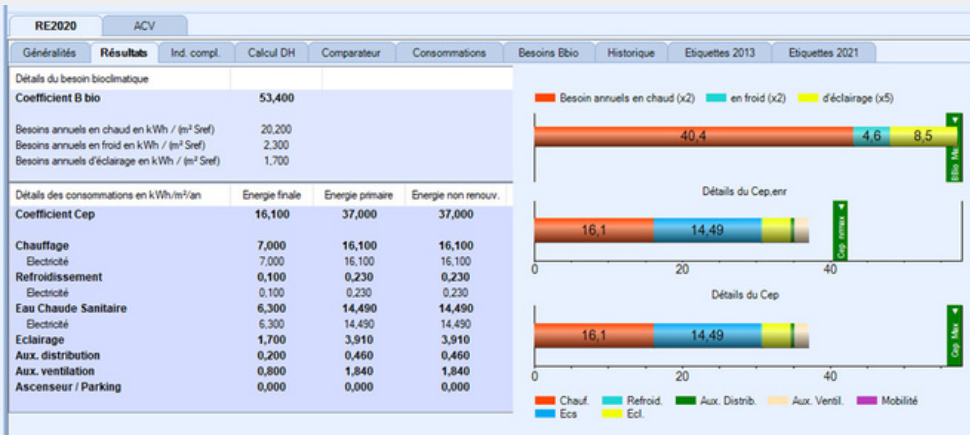 RE2020 ACV
Généralités Résultats Ind. compl. Calcul DH Comparateur Consommations Besoins Bbio Historique Etiquettes 2013 Etiquettes 2021
Détails du besoin bioclimatique
Coefficient B bio 53,400
Besoins annuels en chaud en kWh / (m² Sref) 20,200
Besoins annuels en froid en kWh / (m² Sref) 2,300
Besoins annuels d'éclairage en kWh / (m² Sref) 1,700
Détails des consommations en kWh/m²/an Energie finale Energie primaire Energie non renouv.
Coefficient Cep 16,100 37,000 37,000
Chauffage 7,000 16,100 16,100
Electricité 7,000 16,100 16,100
Refroidissement 0,100 0,230 0,230
Electricité 0,100 0,230 0,230
Eau Chaude Sanitaire 6,300 14,490 14,490
Electricité 6,300 14,490 14,490
Eclairage 1,700 3,910 3,910
Aux. distribution 0,200 0,460 0,460
Aux. ventilation 0,800 1,840 1,840
Ascenseur / Parking 0,000 0,000 0,000
Besoin annuels en chaud (x2) en froid (x2) d'éclairage (x5)
40,4 4,6 8,5
BBio Ma
Détails du Cep,enr
16,1 14,49
Cep nrmax
0 20 40
Détails du Cep
16,1 14,49
Cep Max
0 20 40
Chauf. Refroid. Aux. Distrib. Aux. Ventil. Mobilité
Ecs Ecl.